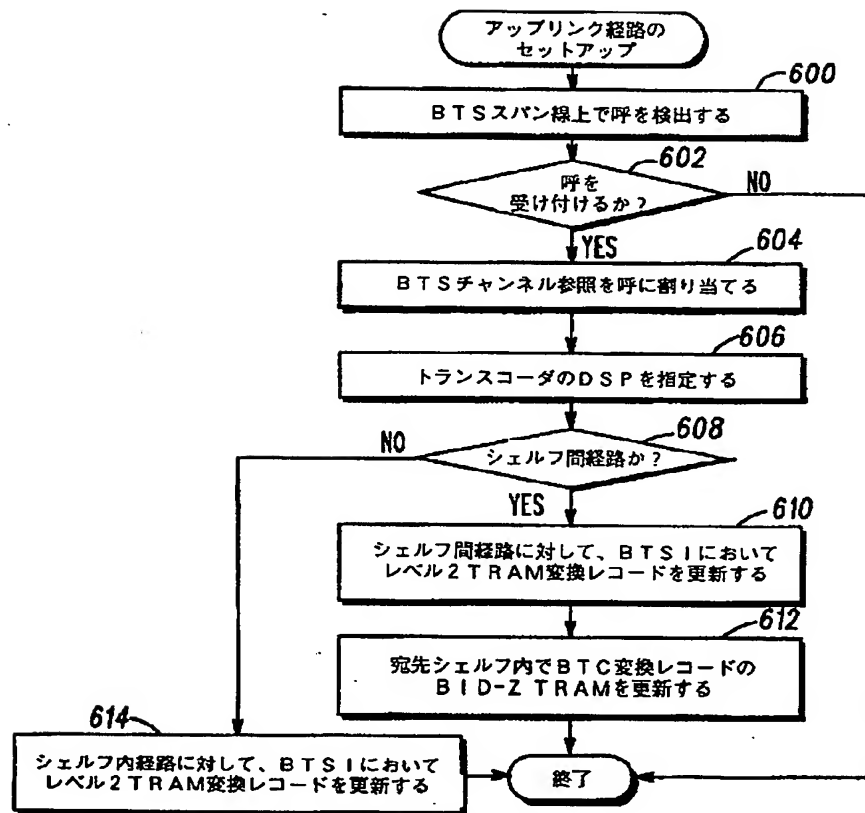 アップリンク経路の
セットアップ
600
BTSスパン線上で呼を検出する
602
呼を
受け付けるか？
NO
YES
604
BTSチャンネル参照を呼に割り当てる
606
トランスコーダのDSPを指定する
608
NO
シェルフ間経路か？
YES
610
シェルフ間経路に対して、BTSIにおいて
レベル2TRAM変換レコードを更新する
612
宛先シェルフ内でBTC変換レコードの
BID-Z TRAMを更新する
614
シェルフ内経路に対して、BTSIにおいて
レベル2TRAM変換レコードを更新する
終了